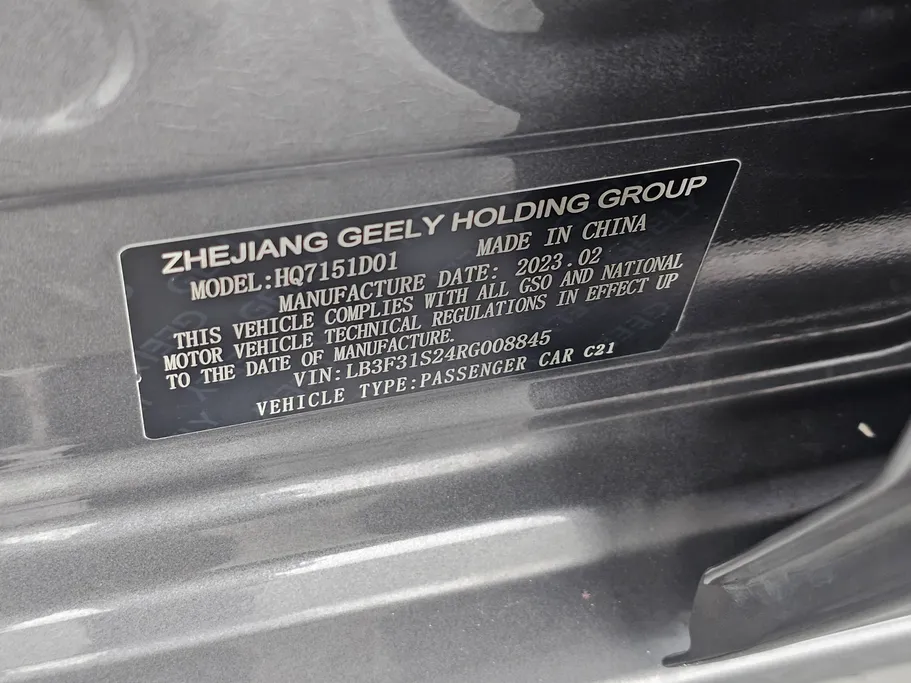 ZHEJIANG GEELY HOLDING GROUP
MODEL:HQ7151D01 MADE IN CHINA
MANUFACTURE DATE: 2023.02
THIS VEHICLE COMPLIES WITH ALL GSO AND NATIONAL
MOTOR VEHICLE TECHNICAL REGULATIONS IN EFFECT UP
TO THE DATE OF MANUFACTURE.
VIN:LB3F31S24RG008845
VEHICLE TYPE:PASSENGER CAR C21